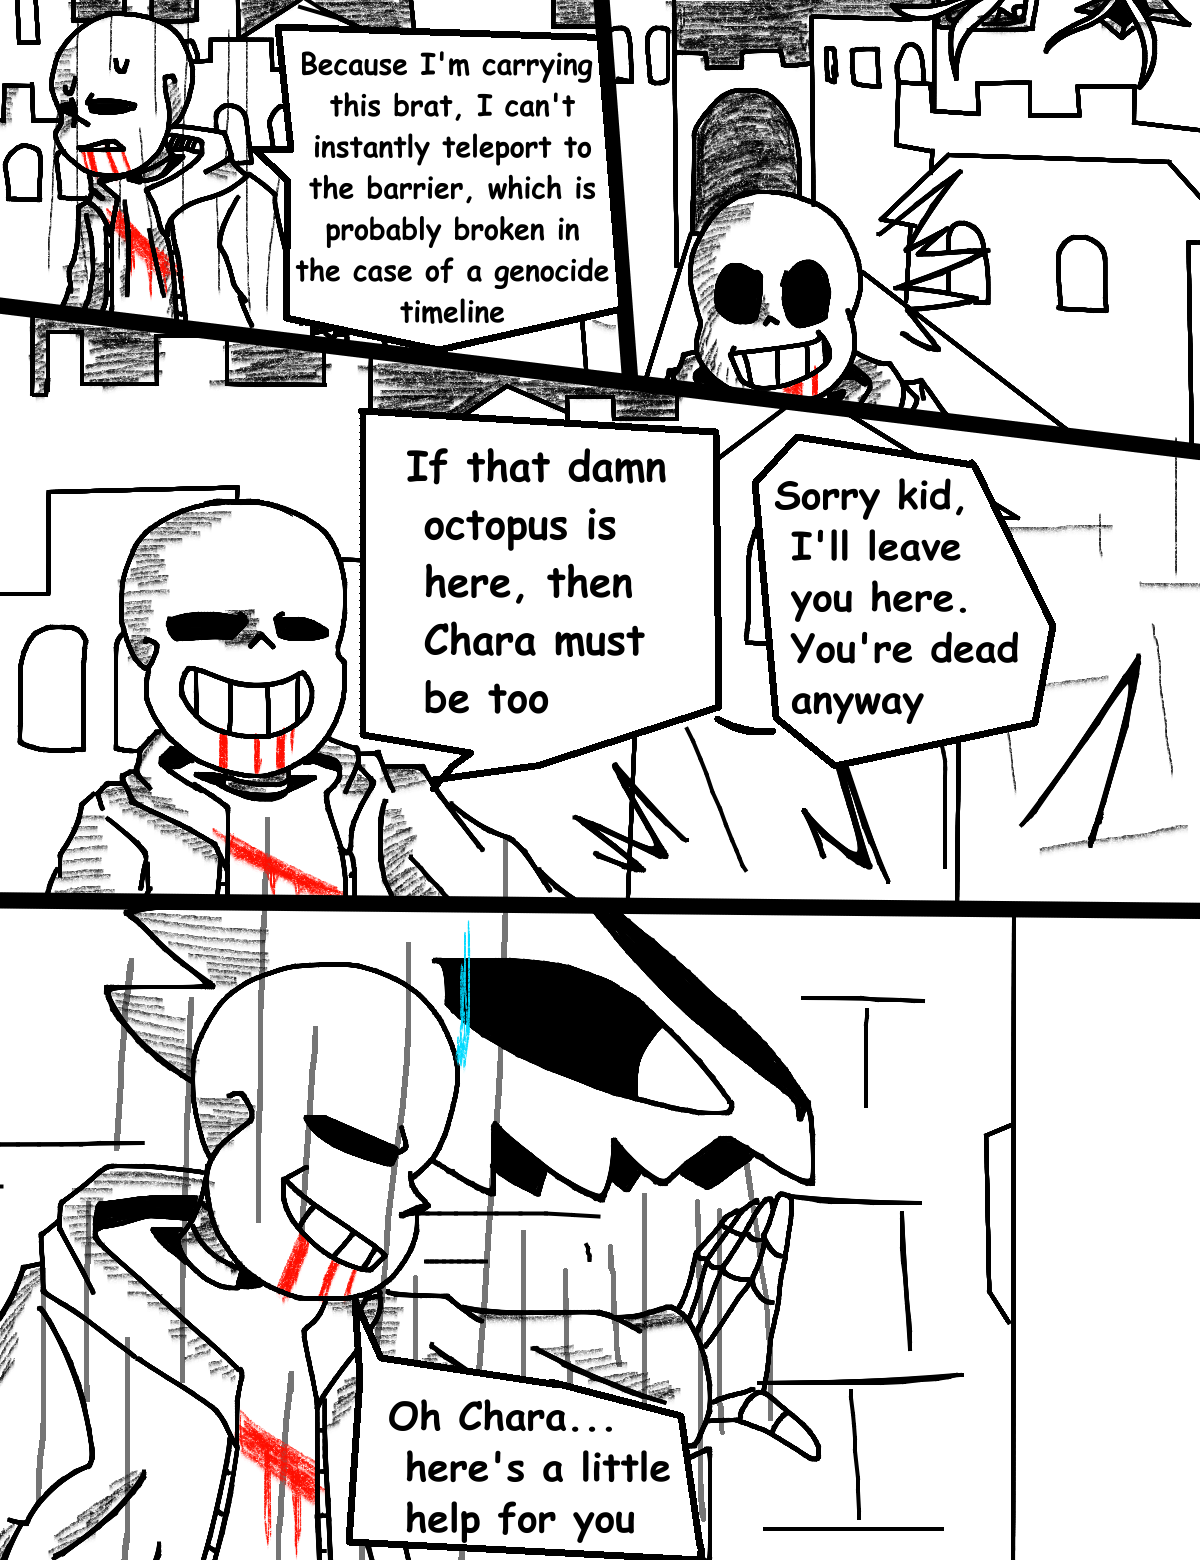 Because I'm carrying
this brat, I can't
instantly teleport to
the barrier, which is
probably broken in
the case of a genocide
timeline
If that damn
octopus is
here, then
Chara must
be too
Sorry kid,
I'll leave
you here.
You're dead
anyway
Oh Chara...
here's a little
help for you